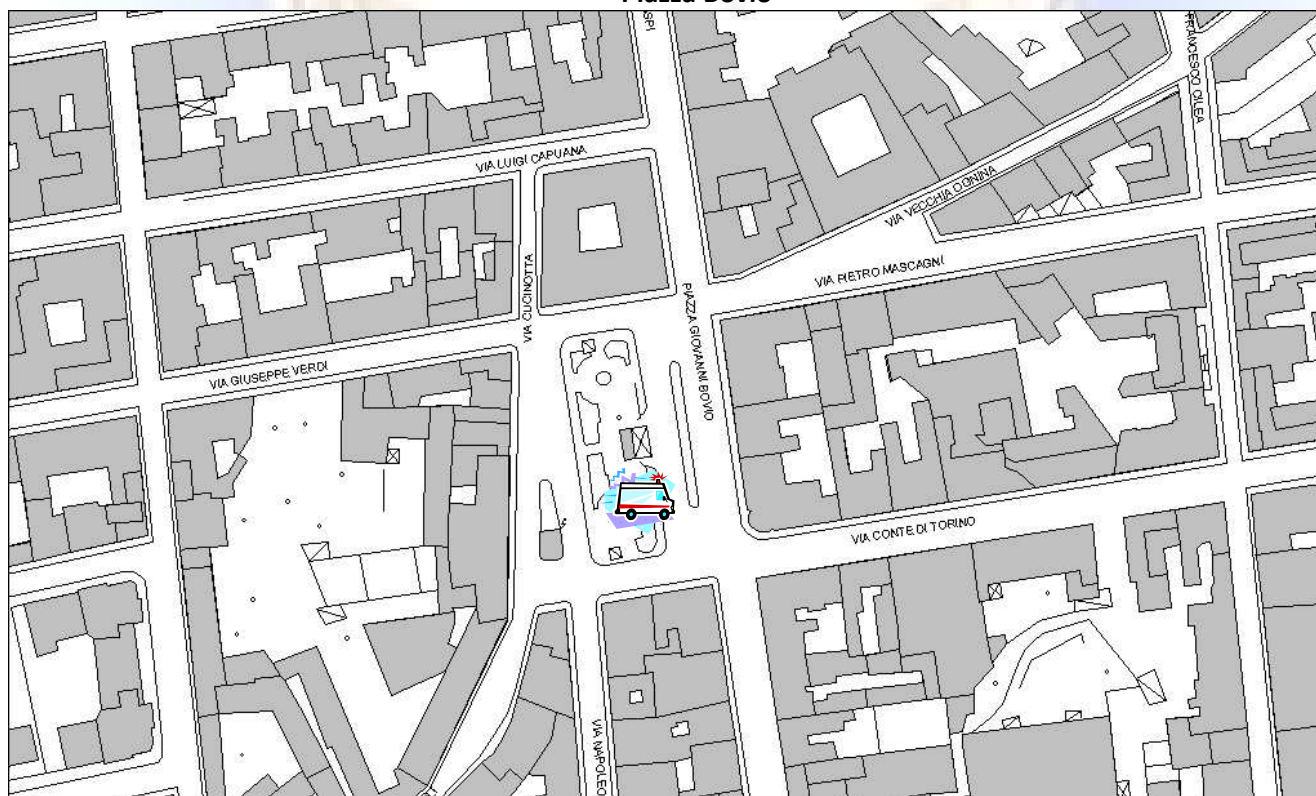 Piazza Bovio
VIA LUIGI CAPUANA
FRANCESCO CILEA
VIA VECCHIA OGNINA
VIA PIETRO MASCAGNI
VIA CUCINOTTA
PIAZZA GIOVANNI BOVIO
VIA GIUSEPPE VERDI
VIA CONTE DI TORINO
VIA NAPOLEO